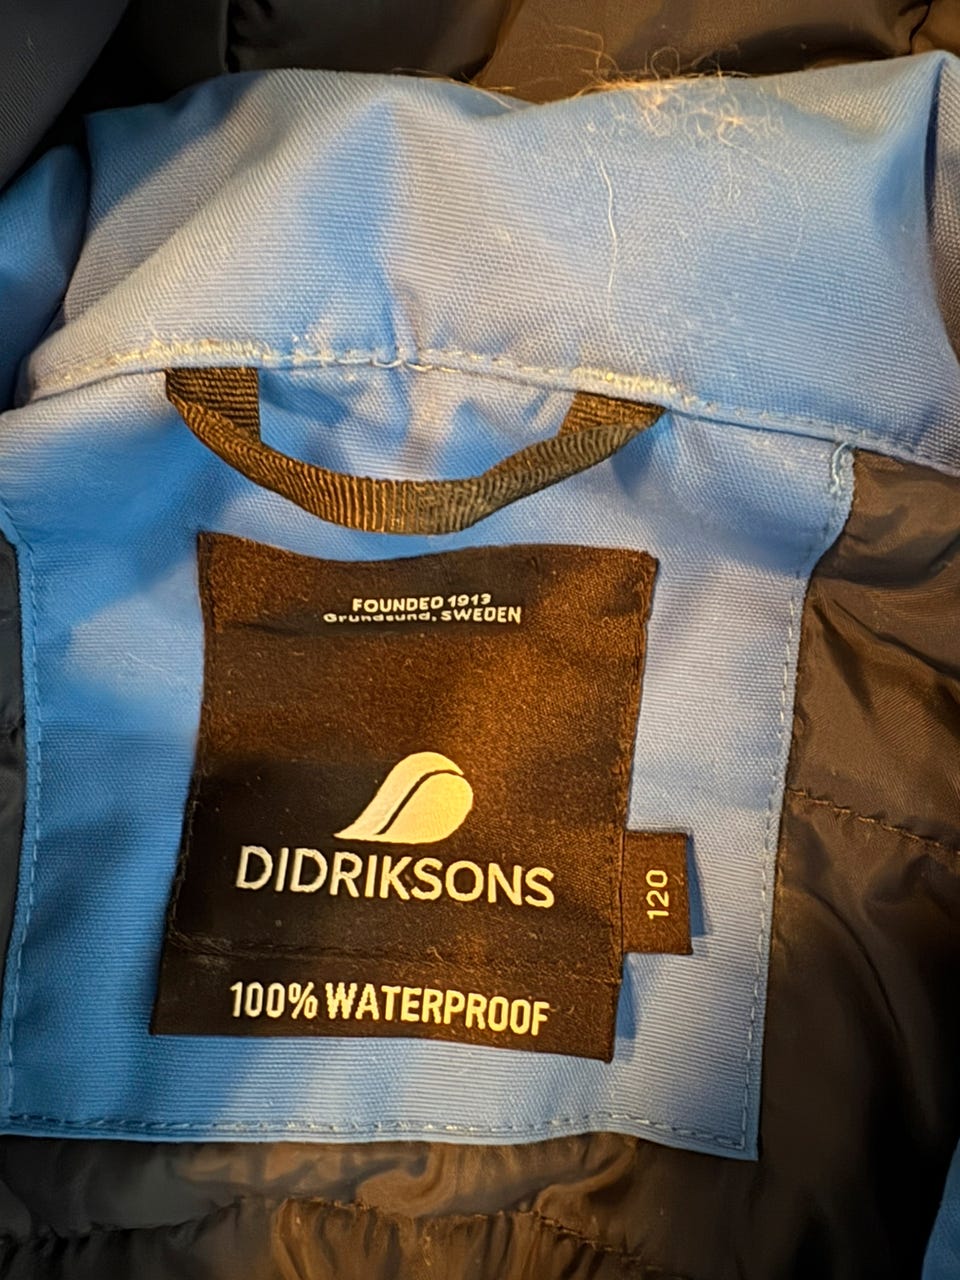 FOUNDED 1913
Grundsund, SWEDEN
DIDRIKSONS
120
100% WATERPROOF